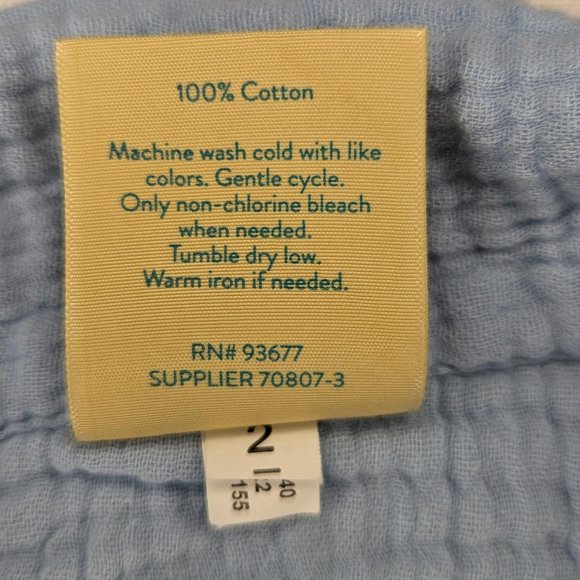 100% Cotton
Machine wash cold with like
colors. Gentle cycle.
Only non-chlorine bleach
when needed.
Tumble dry low.
Warm iron if needed.
RN# 93677
SUPPLIER 70807-3
2
40
155